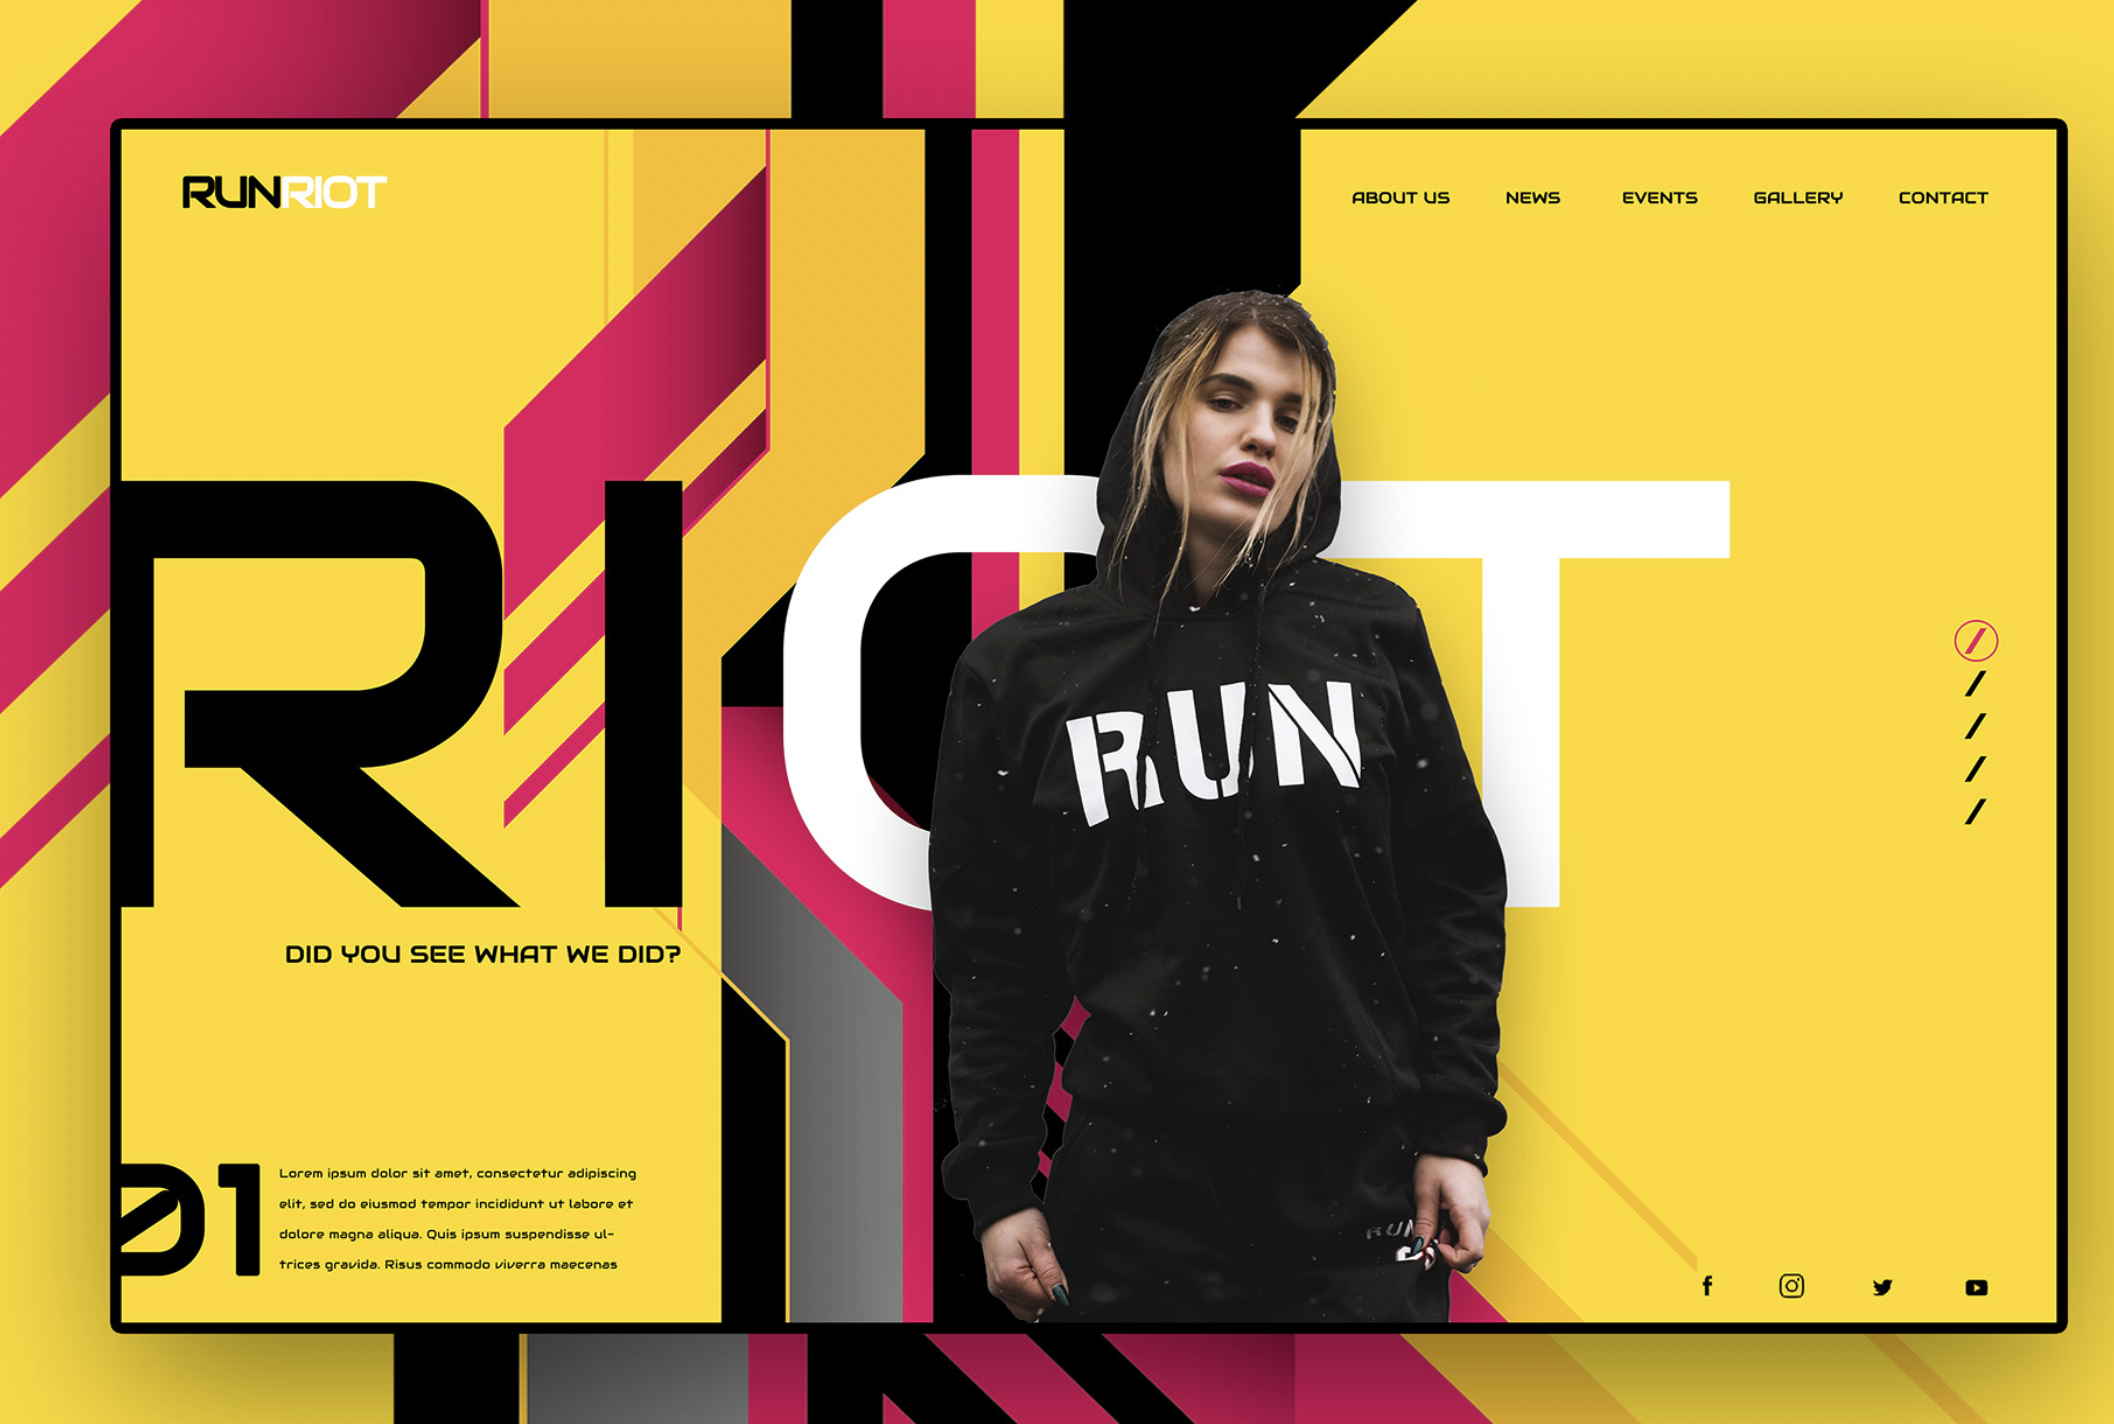 RUNRIOT
ABOUT US NEWS EVENTS GALLERY CONTACT
RIOT
RUN
DID YOU SEE WHAT WE DID?
01
Lorem ipsum dolor sit amet, consectetur adipiscing
elit, sed do eiusmod tempor incididunt ut labore et
dolore magna aliqua. Quis ipsum suspendisse ul-
trices gravida. Risus commodo viverra maecenas